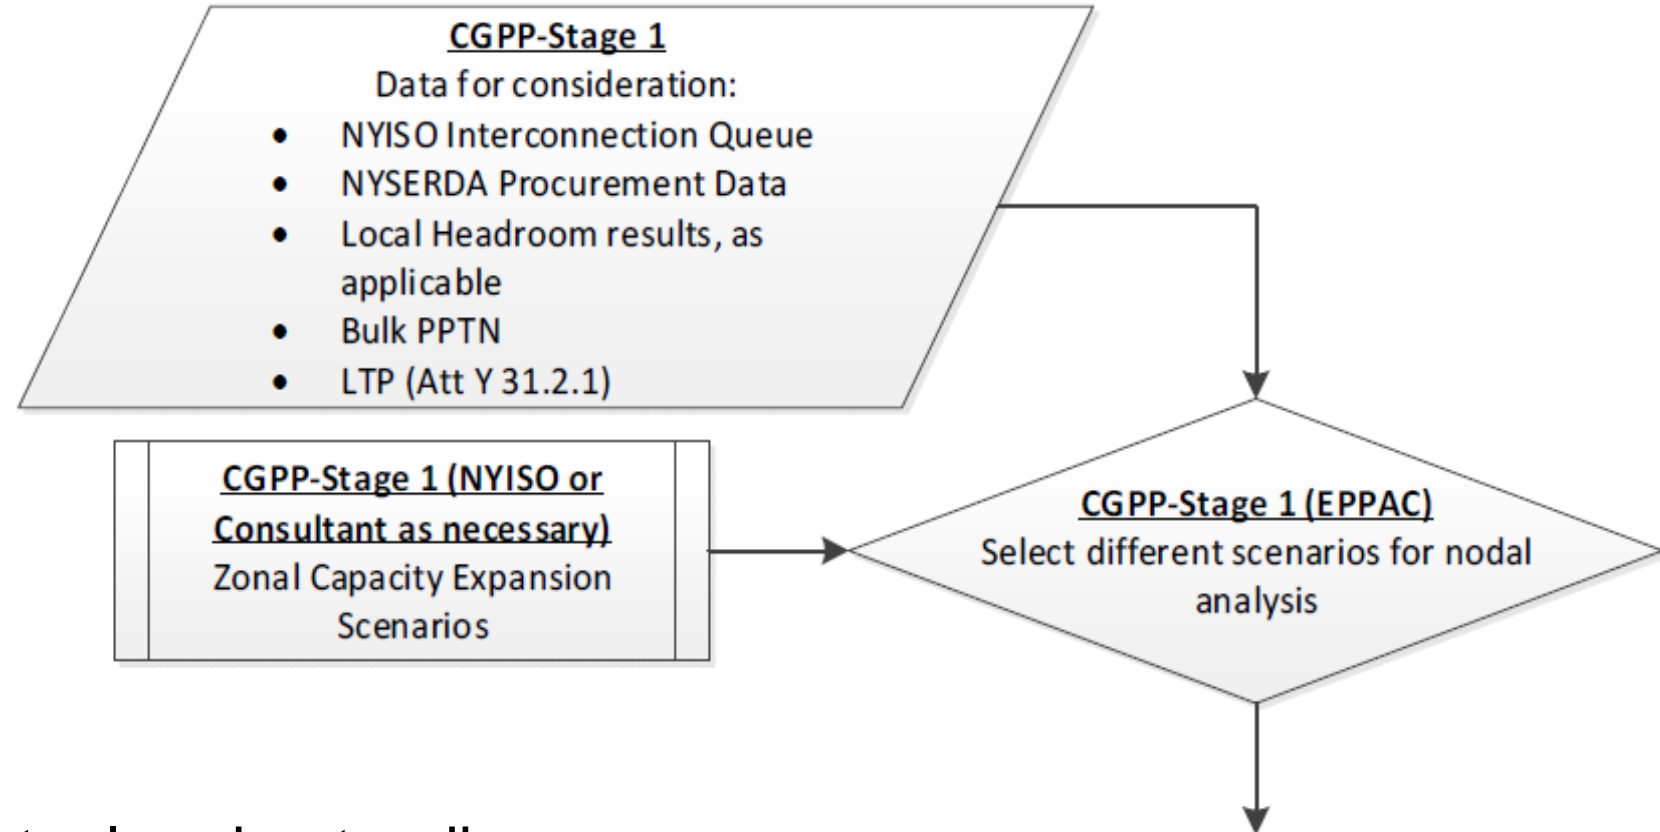 CGPP-Stage 1
Data for consideration:
• NYISO Interconnection Queue
• NYSERDA Procurement Data
• Local Headroom results, as
applicable
• Bulk PPTN
• LTP (Att Y 31.2.1)
CGPP-Stage 1 (NYISO or
Consultant as necessary)
Zonal Capacity Expansion
Scenarios
CGPP-Stage 1 (EPPAC)
Select different scenarios for nodal
analysis